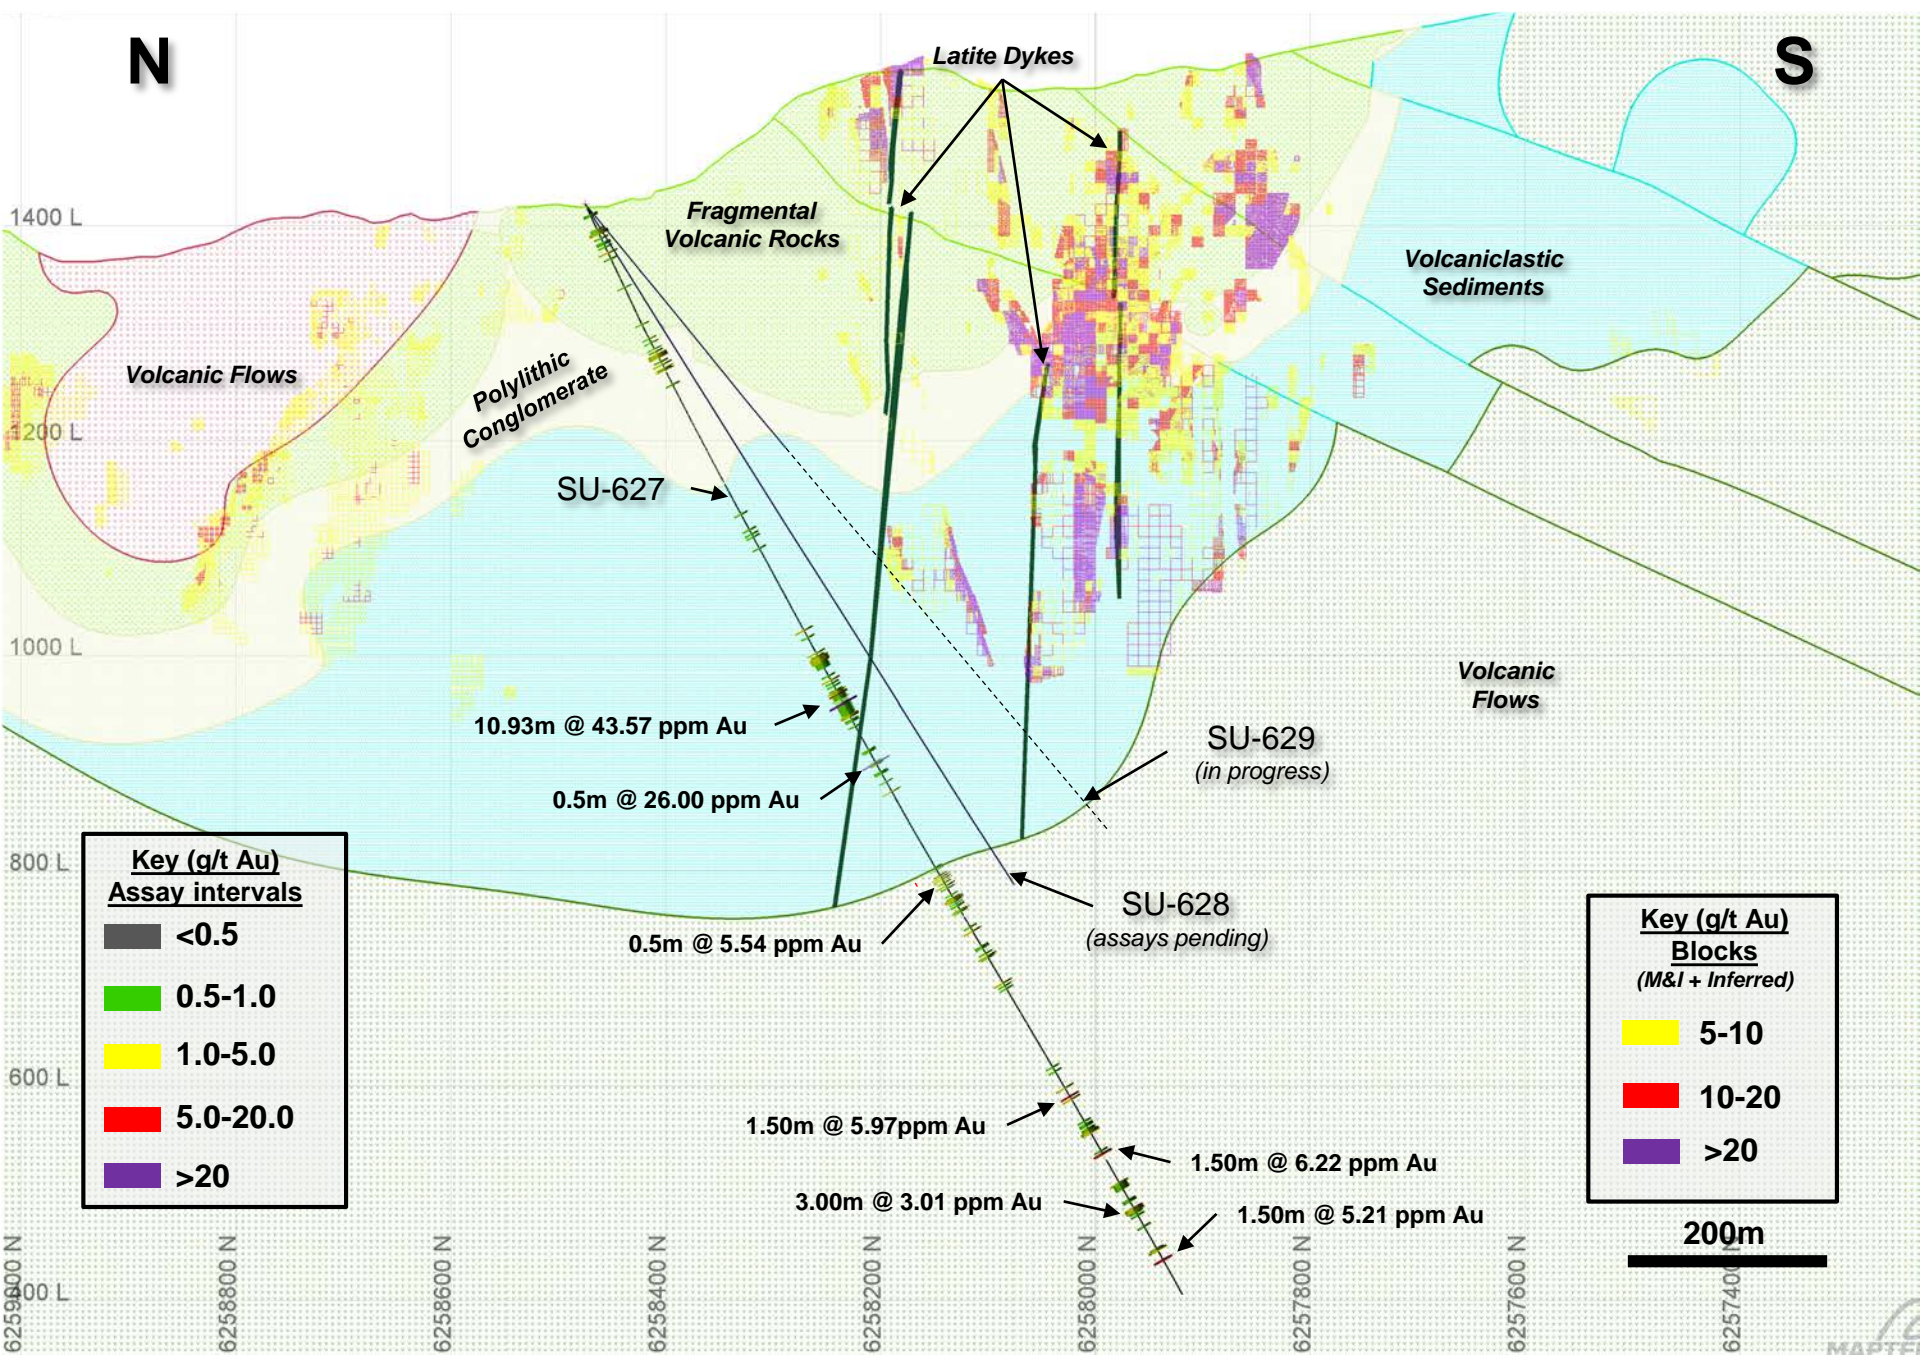 N
S
Latite Dykes
Fragmental
Volcanic Rocks
1400 L
Volcaniclastic
Sediments
Volcanic Flows
Polylithic
Conglomerate
1200 L
SU-627
1000 L
Volcanic
Flows
10.93m @ 43.57 ppm Au
SU-629
(in progress)
0.5m @ 26.00 ppm Au
800 L
SU-628
(assays pending)
0.5m @ 5.54 ppm Au
Key (g/t Au)
Assay intervals
<0.5
0.5-1.0
1.0-5.0
5.0-20.0
>20
Key (g/t Au)
Blocks
(M&I + Inferred)
5-10
10-20
>20
600 L
1.50m @ 5.97ppm Au
1.50m @ 6.22 ppm Au
3.00m @ 3.01 ppm Au
1.50m @ 5.21 ppm Au
200m
400 L
6259000 N
6258800 N
6258600 N
6258400 N
6258200 N
6258000 N
6257800 N
6257600 N
6257400 N